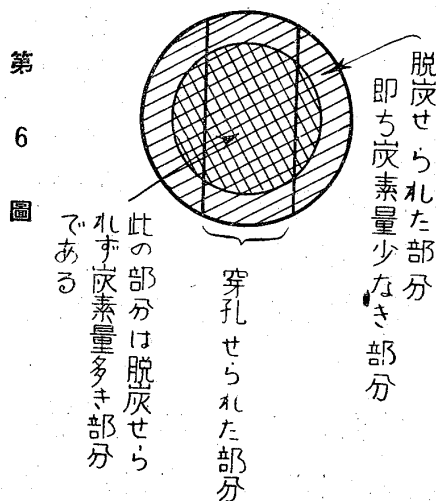 脱炭せられた部分
即ち炭素量少なき部分
穿孔せられた部分
此の部分は脱炭せら
れず炭素量多き部分
である
第6圖